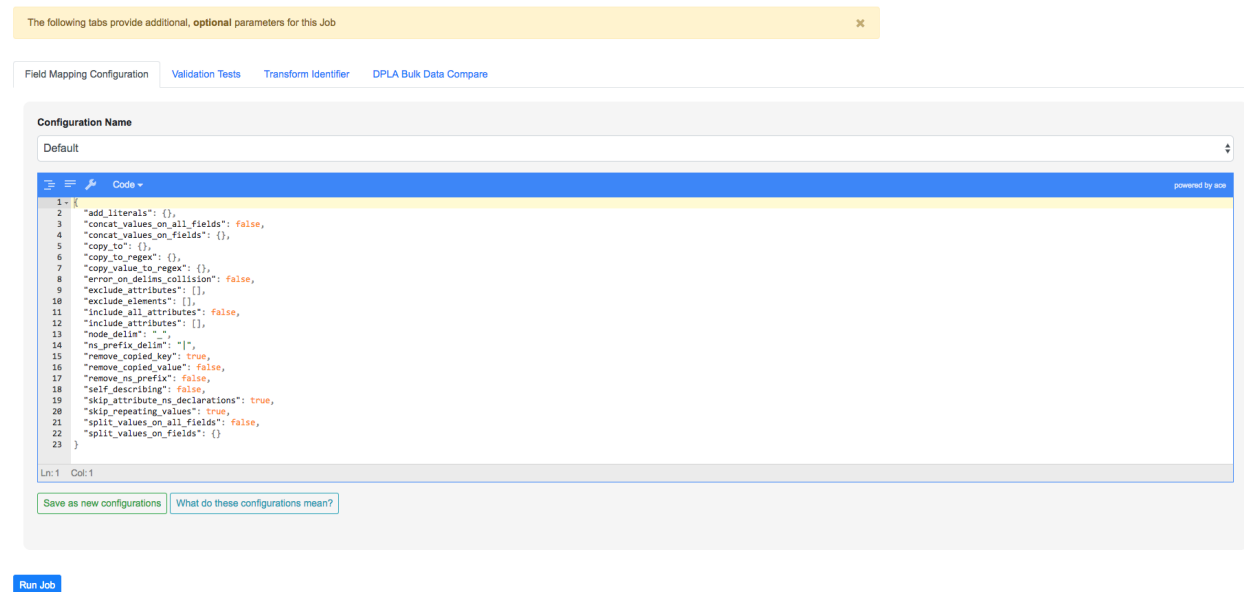 The following tabs provide additional, optional parameters for this Job ×
Field Mapping Configuration Validation Tests Transform Identifier DPLA Bulk Data Compare
Configuration Name
Default
Code powered by ace
1 {
2 "add_literals": {},
3 "concat_values_on_all_fields": false,
4 "concat_values_on_fields": {},
5 "copy_to": {},
6 "copy_to_regex": {},
7 "copy_value_to_regex": {},
8 "error_on_delims_collision": false,
9 "exclude_attributes": [],
10 "exclude_elements": [],
11 "include_all_attributes": false,
12 "include_attributes": [],
13 "node_delim": "_",
14 "ns_prefix_delim": "|",
15 "remove_copied_key": true,
16 "remove_copied_value": false,
17 "remove_ns_prefix": false,
18 "self_describing": false,
19 "skip_attribute_ns_declarations": true,
20 "skip_repeating_values": true,
21 "split_values_on_all_fields": false,
22 "split_values_on_fields": {}
23 }
Ln: 1 Col: 1
Save as new configurations What do these configurations mean?
Run Job